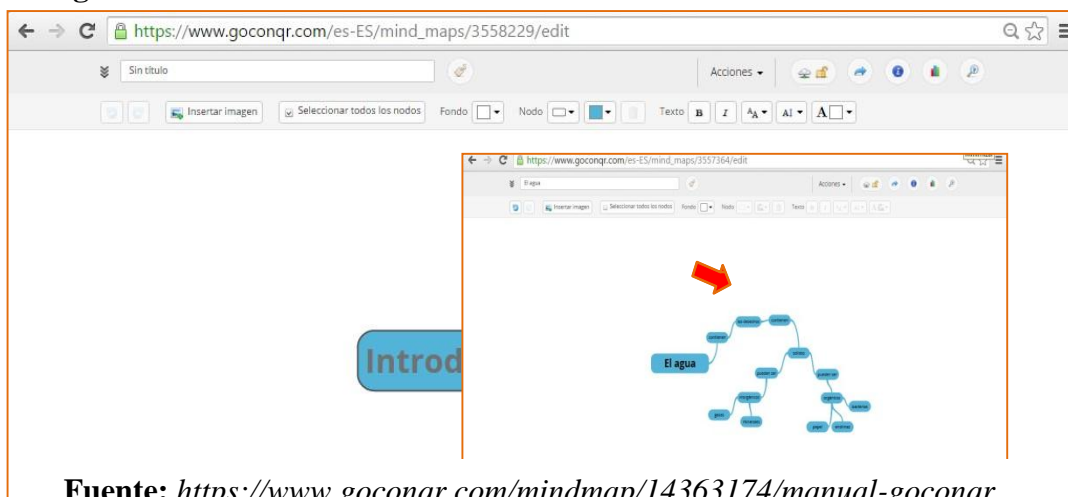 https://www.goconqr.com/es-ES/mind_maps/3558229/edit
Sin título
Acciones
Insertar imagen
Seleccionar todos los nodos
Fondo
Nodo
Texto
B
I
AA
AI
A
https://www.goconqr.com/es-ES/mind_maps/3557364/edit
El agua
Acciones
Insertar imagen
Seleccionar todos los nodos
Fondo
Nodo
Texto
Introd
El agua
Fuente: https://www.goconqr.com/mindmap/14363174/manual-goconqr